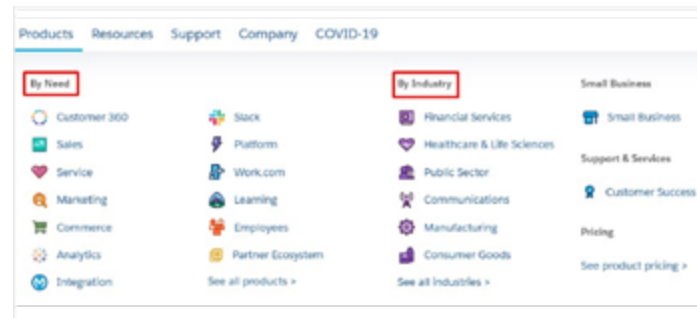 Products Resources Support Company COVID-19
By Need
Customer 360
Sales
Service
Marketing
Commerce
Analytics
Integration
Slack
Platform
Work.com
Learning
Employees
Partner Ecosystem
See all products >
By Industry
Financial Services
Healthcare & Life Sciences
Public Sector
Communications
Manufacturing
Consumer Goods
See all industries >
Small Business
Small Business
Support & Services
Customer Success
Pricing
See product pricing >